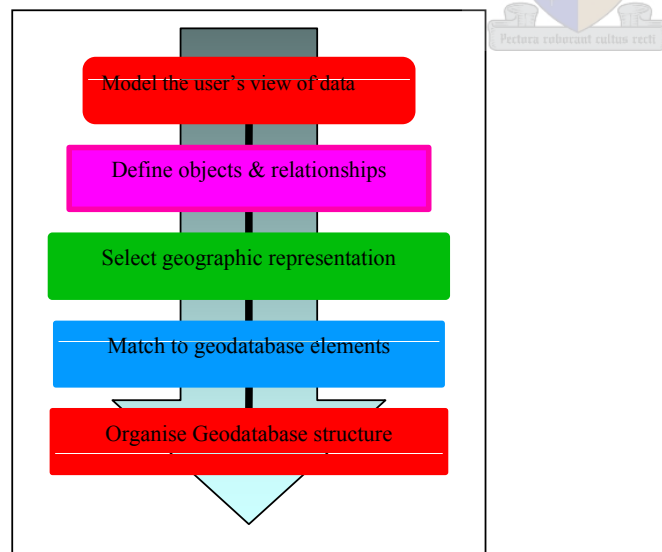 Pectura roborant cultus recti
Model the user's view of data
Define objects & relationships
Select geographic representation
Match to geodatabase elements
Organise Geodatabase structure